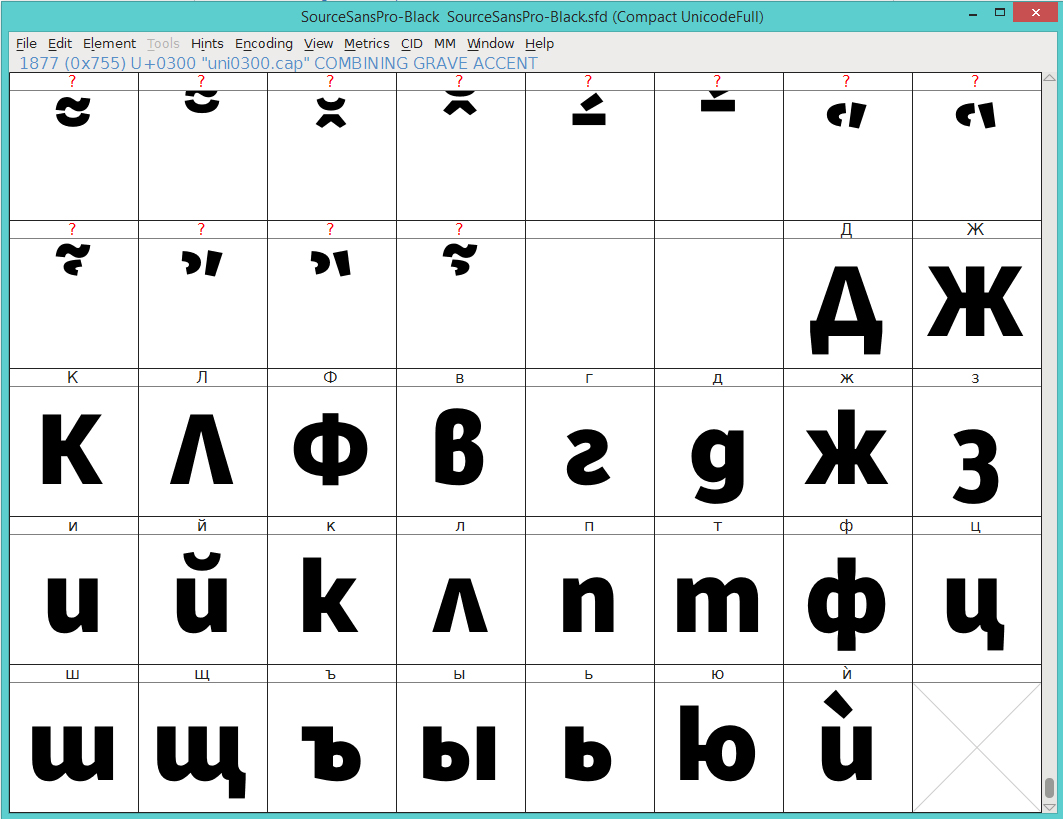 SourceSansPro-Black SourceSansPro-Black.sfd (Compact UnicodeFull)
File Edit Element Tools Hints Encoding View Metrics CID MM Window Help
1877 (0x755) U+0300 "uni0300.cap" COMBINING GRAVE ACCENT
? ? ? ? ? ? ? ?
? ? ? ? Д Ж
Д Ж
К Л Ф в г д ж з
К Л Ф в г д ж з
и й к л п т ф ц
и й к л п т ф ц
ш щ ъ ы ь ю ѝ
ш щ ъ ы ь ю ѝ